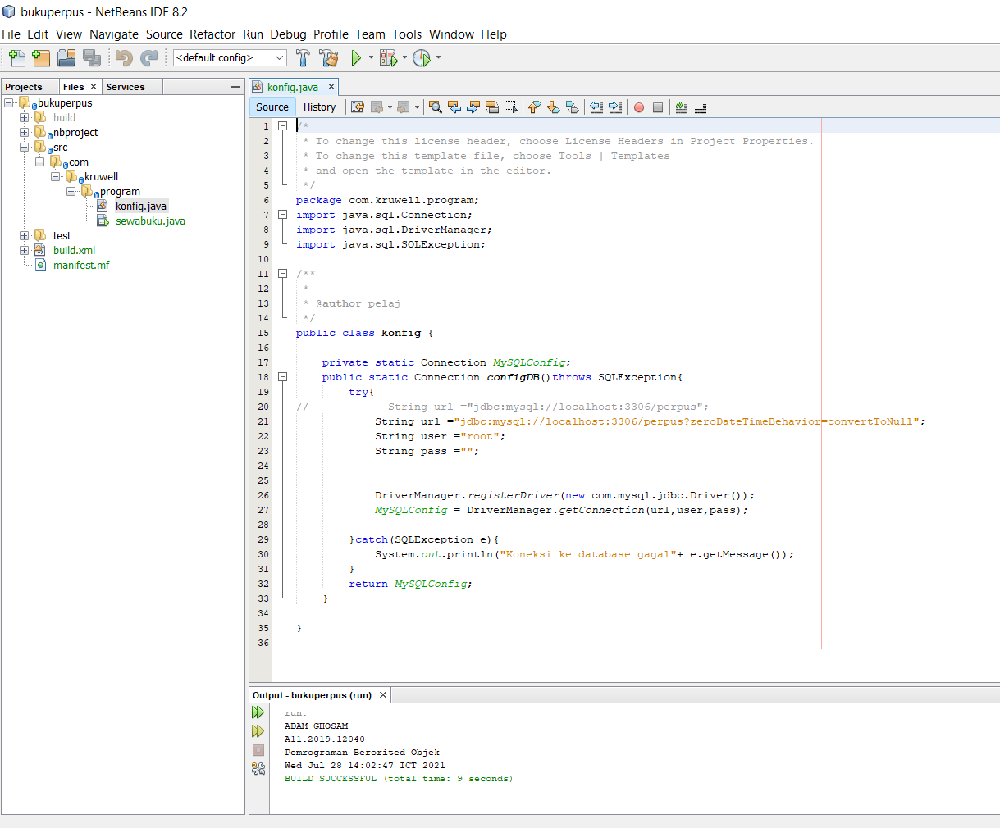 bukuperpus - NetBeans IDE 8.2
File Edit View Navigate Source Refactor Run Debug Profile Team Tools Window Help
<default config>
Projects Files Services
bukuperpus
build
nbproject
src
com
kruwell
program
konfig.java
sewabuku.java
test
build.xml
manifest.mf
konfig.java
Source History
1 /*
2 * To change this license header, choose License Headers in Project Properties.
3 * To change this template file, choose Tools | Templates
4 * and open the template in the editor.
5 */
6 package com.kruwell.program;
7 import java.sql.Connection;
8 import java.sql.DriverManager;
9 import java.sql.SQLException;
10
11 /**
12 *
13 * @author pelaj
14 */
15 public class konfig {
16
17 private static Connection MySQLConfig;
18 public static Connection configDB()throws SQLException{
19 try{
20 // String url ="jdbc:mysql://localhost:3306/perpus";
21 String url ="jdbc:mysql://localhost:3306/perpus?zeroDateTimeBehavior=convertToNull";
22 String user ="root";
23 String pass ="";
24
25
26 DriverManager.registerDriver(new com.mysql.jdbc.Driver());
27 MySQLConfig = DriverManager.getConnection(url,user,pass);
28
29 }catch(SQLException e){
30 System.out.println("Koneksi ke database gagal"+ e.getMessage());
31 }
32 return MySQLConfig;
33 }
34
35 }
36
Output - bukuperpus (run)
run:
ADAM GHOSAM
A11.2019.12040
Pemrograman Berorited Objek
Wed Jul 28 14:02:47 ICT 2021
BUILD SUCCESSFUL (total time: 9 seconds)